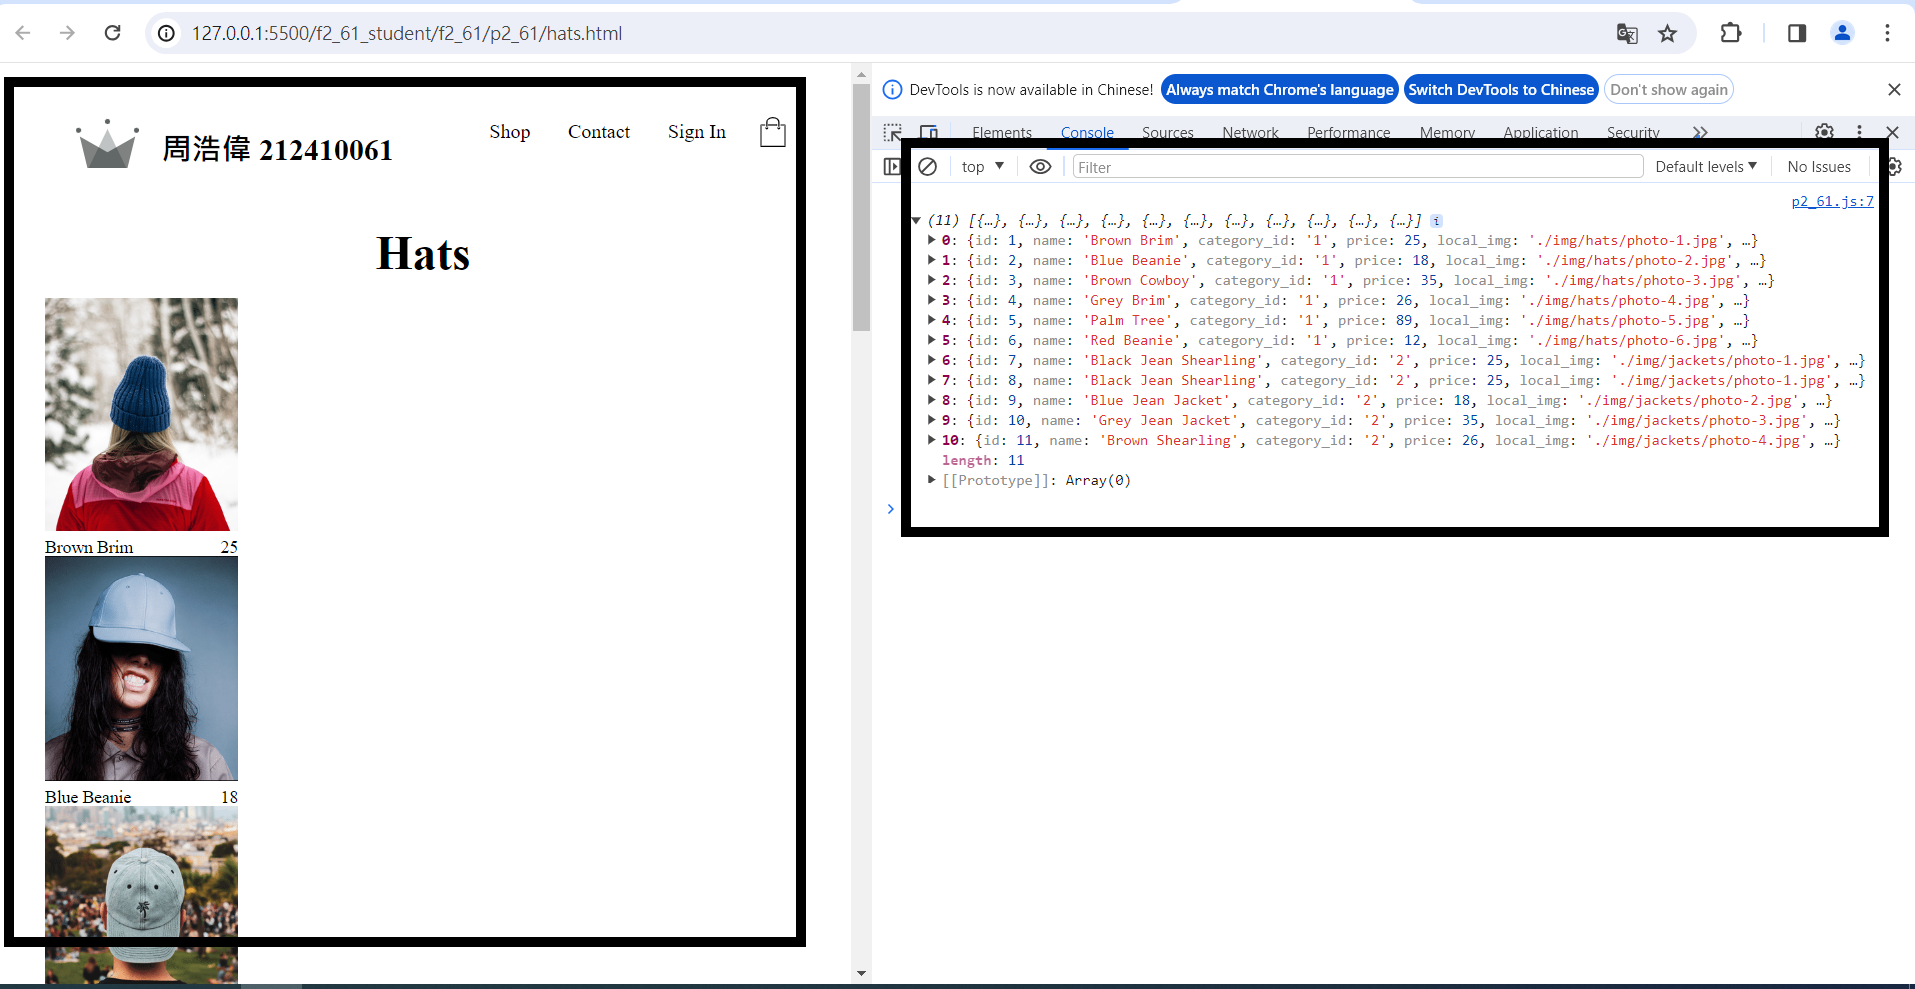 127.0.0.1:5500/f2_61_student/f2_61/p2_61/hats.html
周浩偉 212410061
Shop Contact Sign In
Hats
Brown Brim 25
Blue Beanie 18
DevTools is now available in Chinese! Always match Chrome's language Switch DevTools to Chinese Don't show again
Elements Console Sources Network Performance Memory Application Security
top Filter Default levels No Issues
p2_61.js:7
(11) [{…}, {…}, {…}, {…}, {…}, {…}, {…}, {…}, {…}, {…}, {…}] i
0: {id: 1, name: 'Brown Brim', category_id: '1', price: 25, local_img: './img/hats/photo-1.jpg', …}
1: {id: 2, name: 'Blue Beanie', category_id: '1', price: 18, local_img: './img/hats/photo-2.jpg', …}
2: {id: 3, name: 'Brown Cowboy', category_id: '1', price: 35, local_img: './img/hats/photo-3.jpg', …}
3: {id: 4, name: 'Grey Brim', category_id: '1', price: 26, local_img: './img/hats/photo-4.jpg', …}
4: {id: 5, name: 'Palm Tree', category_id: '1', price: 89, local_img: './img/hats/photo-5.jpg', …}
5: {id: 6, name: 'Red Beanie', category_id: '1', price: 12, local_img: './img/hats/photo-6.jpg', …}
6: {id: 7, name: 'Black Jean Shearling', category_id: '2', price: 25, local_img: './img/jackets/photo-1.jpg', …}
7: {id: 8, name: 'Black Jean Shearling', category_id: '2', price: 25, local_img: './img/jackets/photo-1.jpg', …}
8: {id: 9, name: 'Blue Jean Jacket', category_id: '2', price: 18, local_img: './img/jackets/photo-2.jpg', …}
9: {id: 10, name: 'Grey Jean Jacket', category_id: '2', price: 35, local_img: './img/jackets/photo-3.jpg', …}
10: {id: 11, name: 'Brown Shearling', category_id: '2', price: 26, local_img: './img/jackets/photo-4.jpg', …}
length: 11
[[Prototype]]: Array(0)